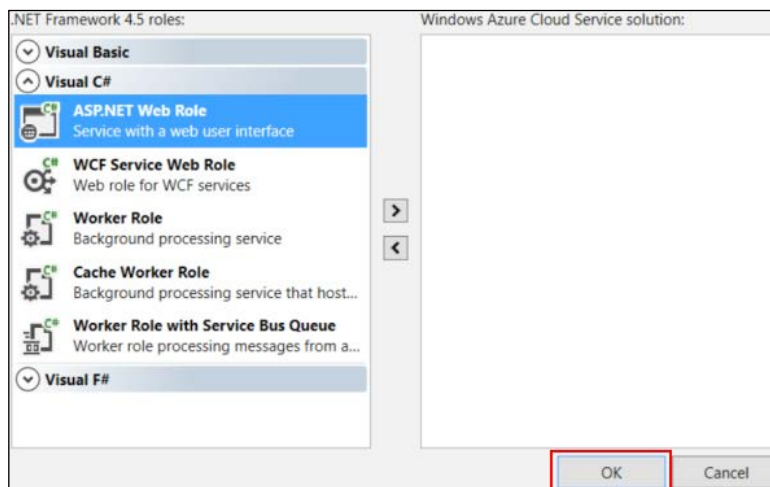 .NET Framework 4.5 roles:
Windows Azure Cloud Service solution:
Visual Basic
Visual C#
C#
ASP.NET Web Role
Service with a web user interface
C#
WCF Service Web Role
Web role for WCF services
C#
Worker Role
Background processing service
C#
Cache Worker Role
Background processing service that host...
C#
Worker Role with Service Bus Queue
Worker role processing messages from a...
Visual F#
>
<
OK
Cancel